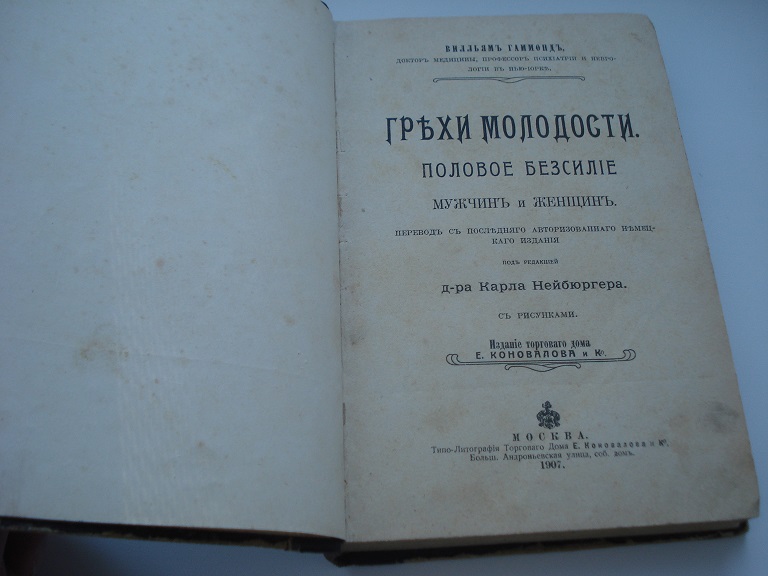 ВИЛЛЬЯМЪ ГАММОНДЪ,
ДОКТОРЪ МЕДИЦИНЫ, ПРОФЕССОРЪ ПСИХІАТРІИ И НЕВРО-
ЛОГІИ ВЪ НЬЮ-ІОРКѢ.
ГРѢХИ МОЛОДОСТИ.
ПОЛОВОЕ БЕЗСИЛІЕ
МУЖЧИНЪ и ЖЕНЩИНЪ.
ПЕРЕВОДЪ СЪ ПОСЛѢДНЯГО АВТОРИЗОВАННАГО НѢМЕЦ-
КАГО ИЗДАНІЯ
ПОДЪ РЕДАКЦІЕЙ
д-ра Карла Нейбюргера.
СЪ РИСУНКАМИ.
Изданіе торговаго дома
Е. КОНОВАЛОВА и К°.
МОСКВА.
Типо-Литографія Торговаго Дома Е. Коновалова и К°.
Больш. Андроньевская улица, соб. домъ.
1907.